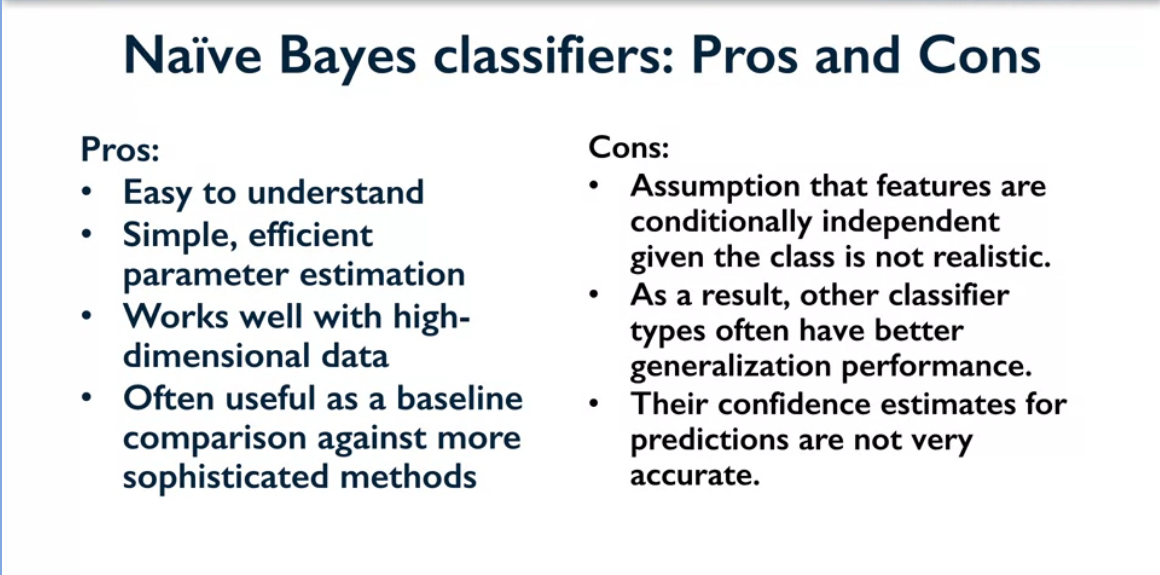 Naïve Bayes classifiers: Pros and Cons
Pros:
• Easy to understand
• Simple, efficient
parameter estimation
• Works well with high-
dimensional data
• Often useful as a baseline
comparison against more
sophisticated methods
Cons:
• Assumption that features are
conditionally independent
given the class is not realistic.
• As a result, other classifier
types often have better
generalization performance.
• Their confidence estimates for
predictions are not very
accurate.